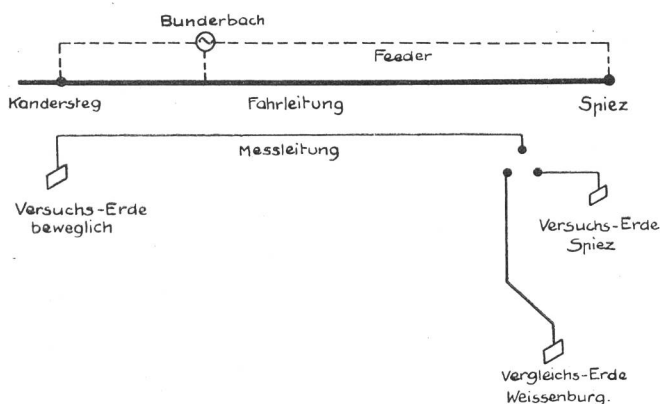 Bunderbach
Feeder
Kandersteg
Fahrleitung
Spiez
Messleitung
Versuchs-Erde
beweglich
Versuchs-Erde
Spiez
Vergleichs-Erde
Weissenburg.